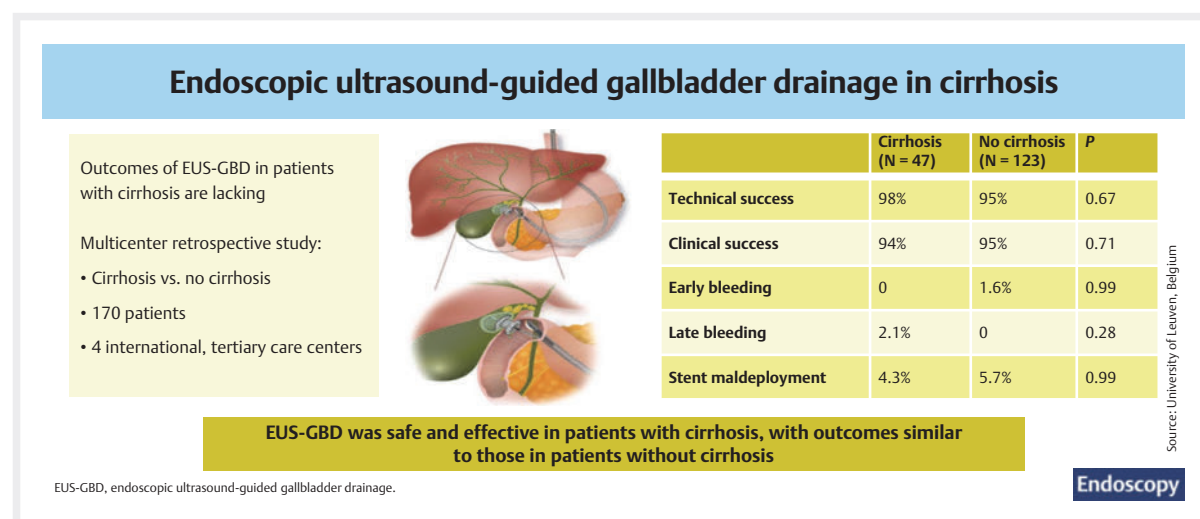 Endoscopic ultrasound-guided gallbladder drainage in cirrhosis
Outcomes of EUS-GBD in patients
with cirrhosis are lacking
Multicenter retrospective study:
• Cirrhosis vs. no cirrhosis
• 170 patients
• 4 international, tertiary care centers
Cirrhosis (N = 47) No cirrhosis (N = 123) P
Technical success 98% 95% 0.67
Clinical success 94% 95% 0.71
Early bleeding 0 1.6% 0.99
Late bleeding 2.1% 0 0.28
Stent maldeployment 4.3% 5.7% 0.99
Source: University of Leuven, Belgium
EUS-GBD was safe and effective in patients with cirrhosis, with outcomes similar
to those in patients without cirrhosis
EUS-GBD, endoscopic ultrasound-guided gallbladder drainage.
Endoscopy